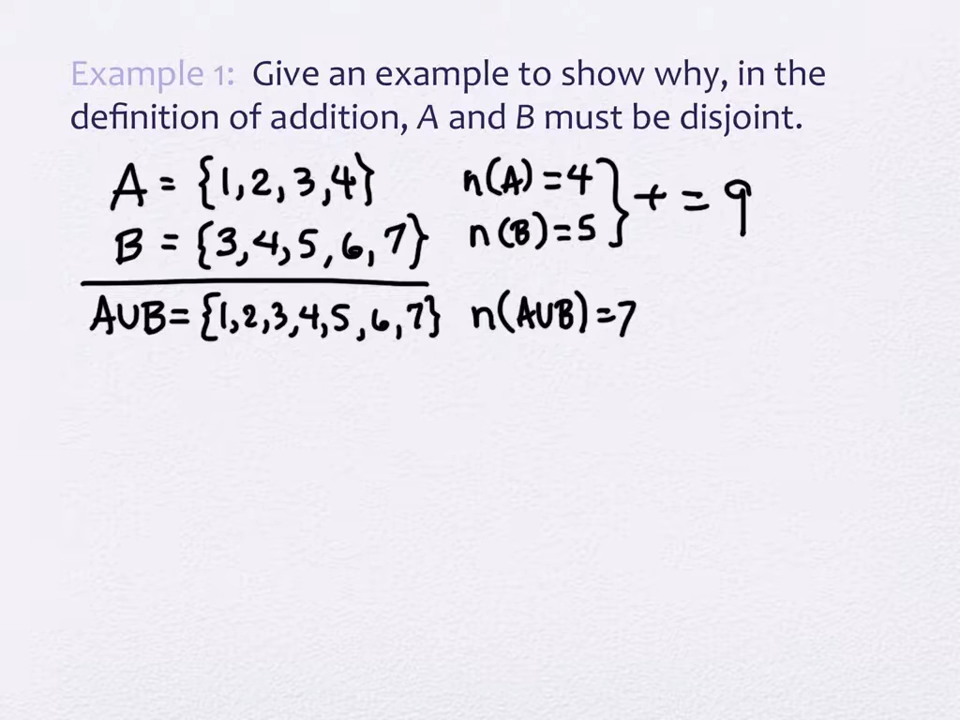 Example 1: Give an example to show why, in the
definition of addition, A and B must be disjoint.
A = {1, 2, 3, 4} n(A) = 4 } + = 9
B = {3, 4, 5, 6, 7} n(B) = 5
A∪B = {1, 2, 3, 4, 5, 6, 7} n(A∪B) = 7